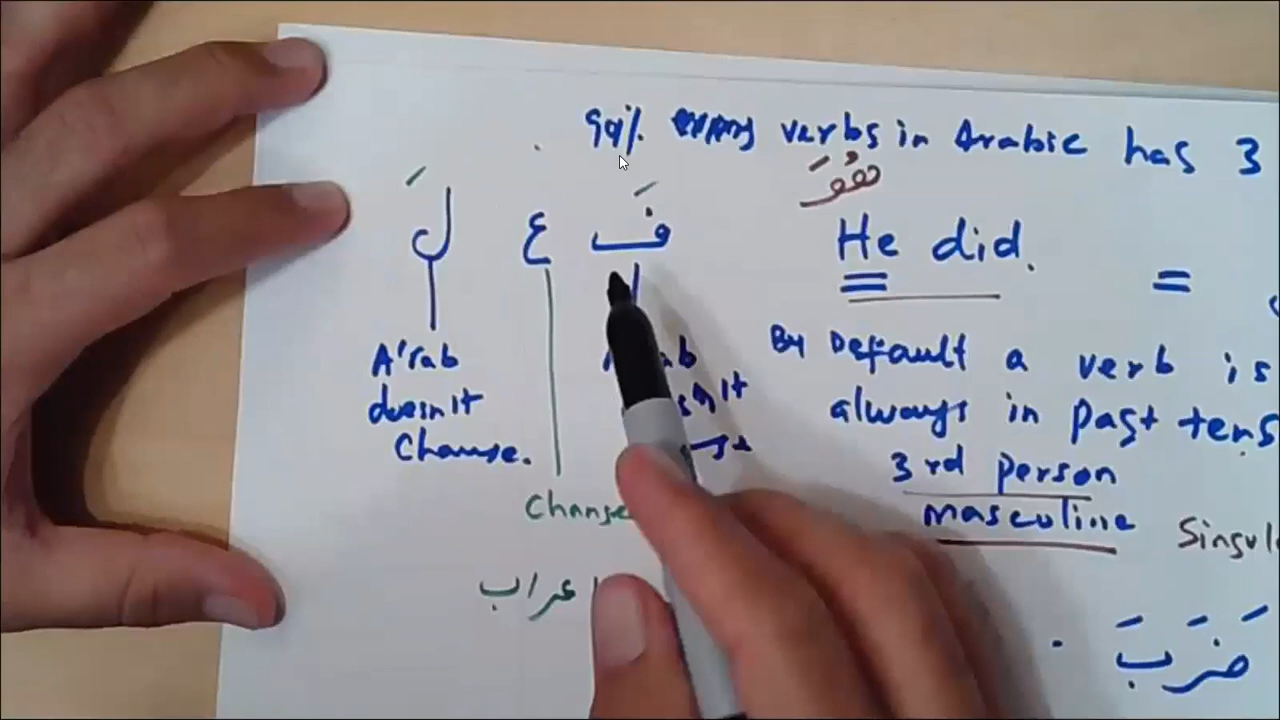 99% verbs in Arabic has 3
هُوَ
فَ ع لَ
He did. =
A'rab
doesn't
Change.
Change
اعراب
By Default a verb is
always in past tens
3rd person
masculine Singul
ضَرَبَ